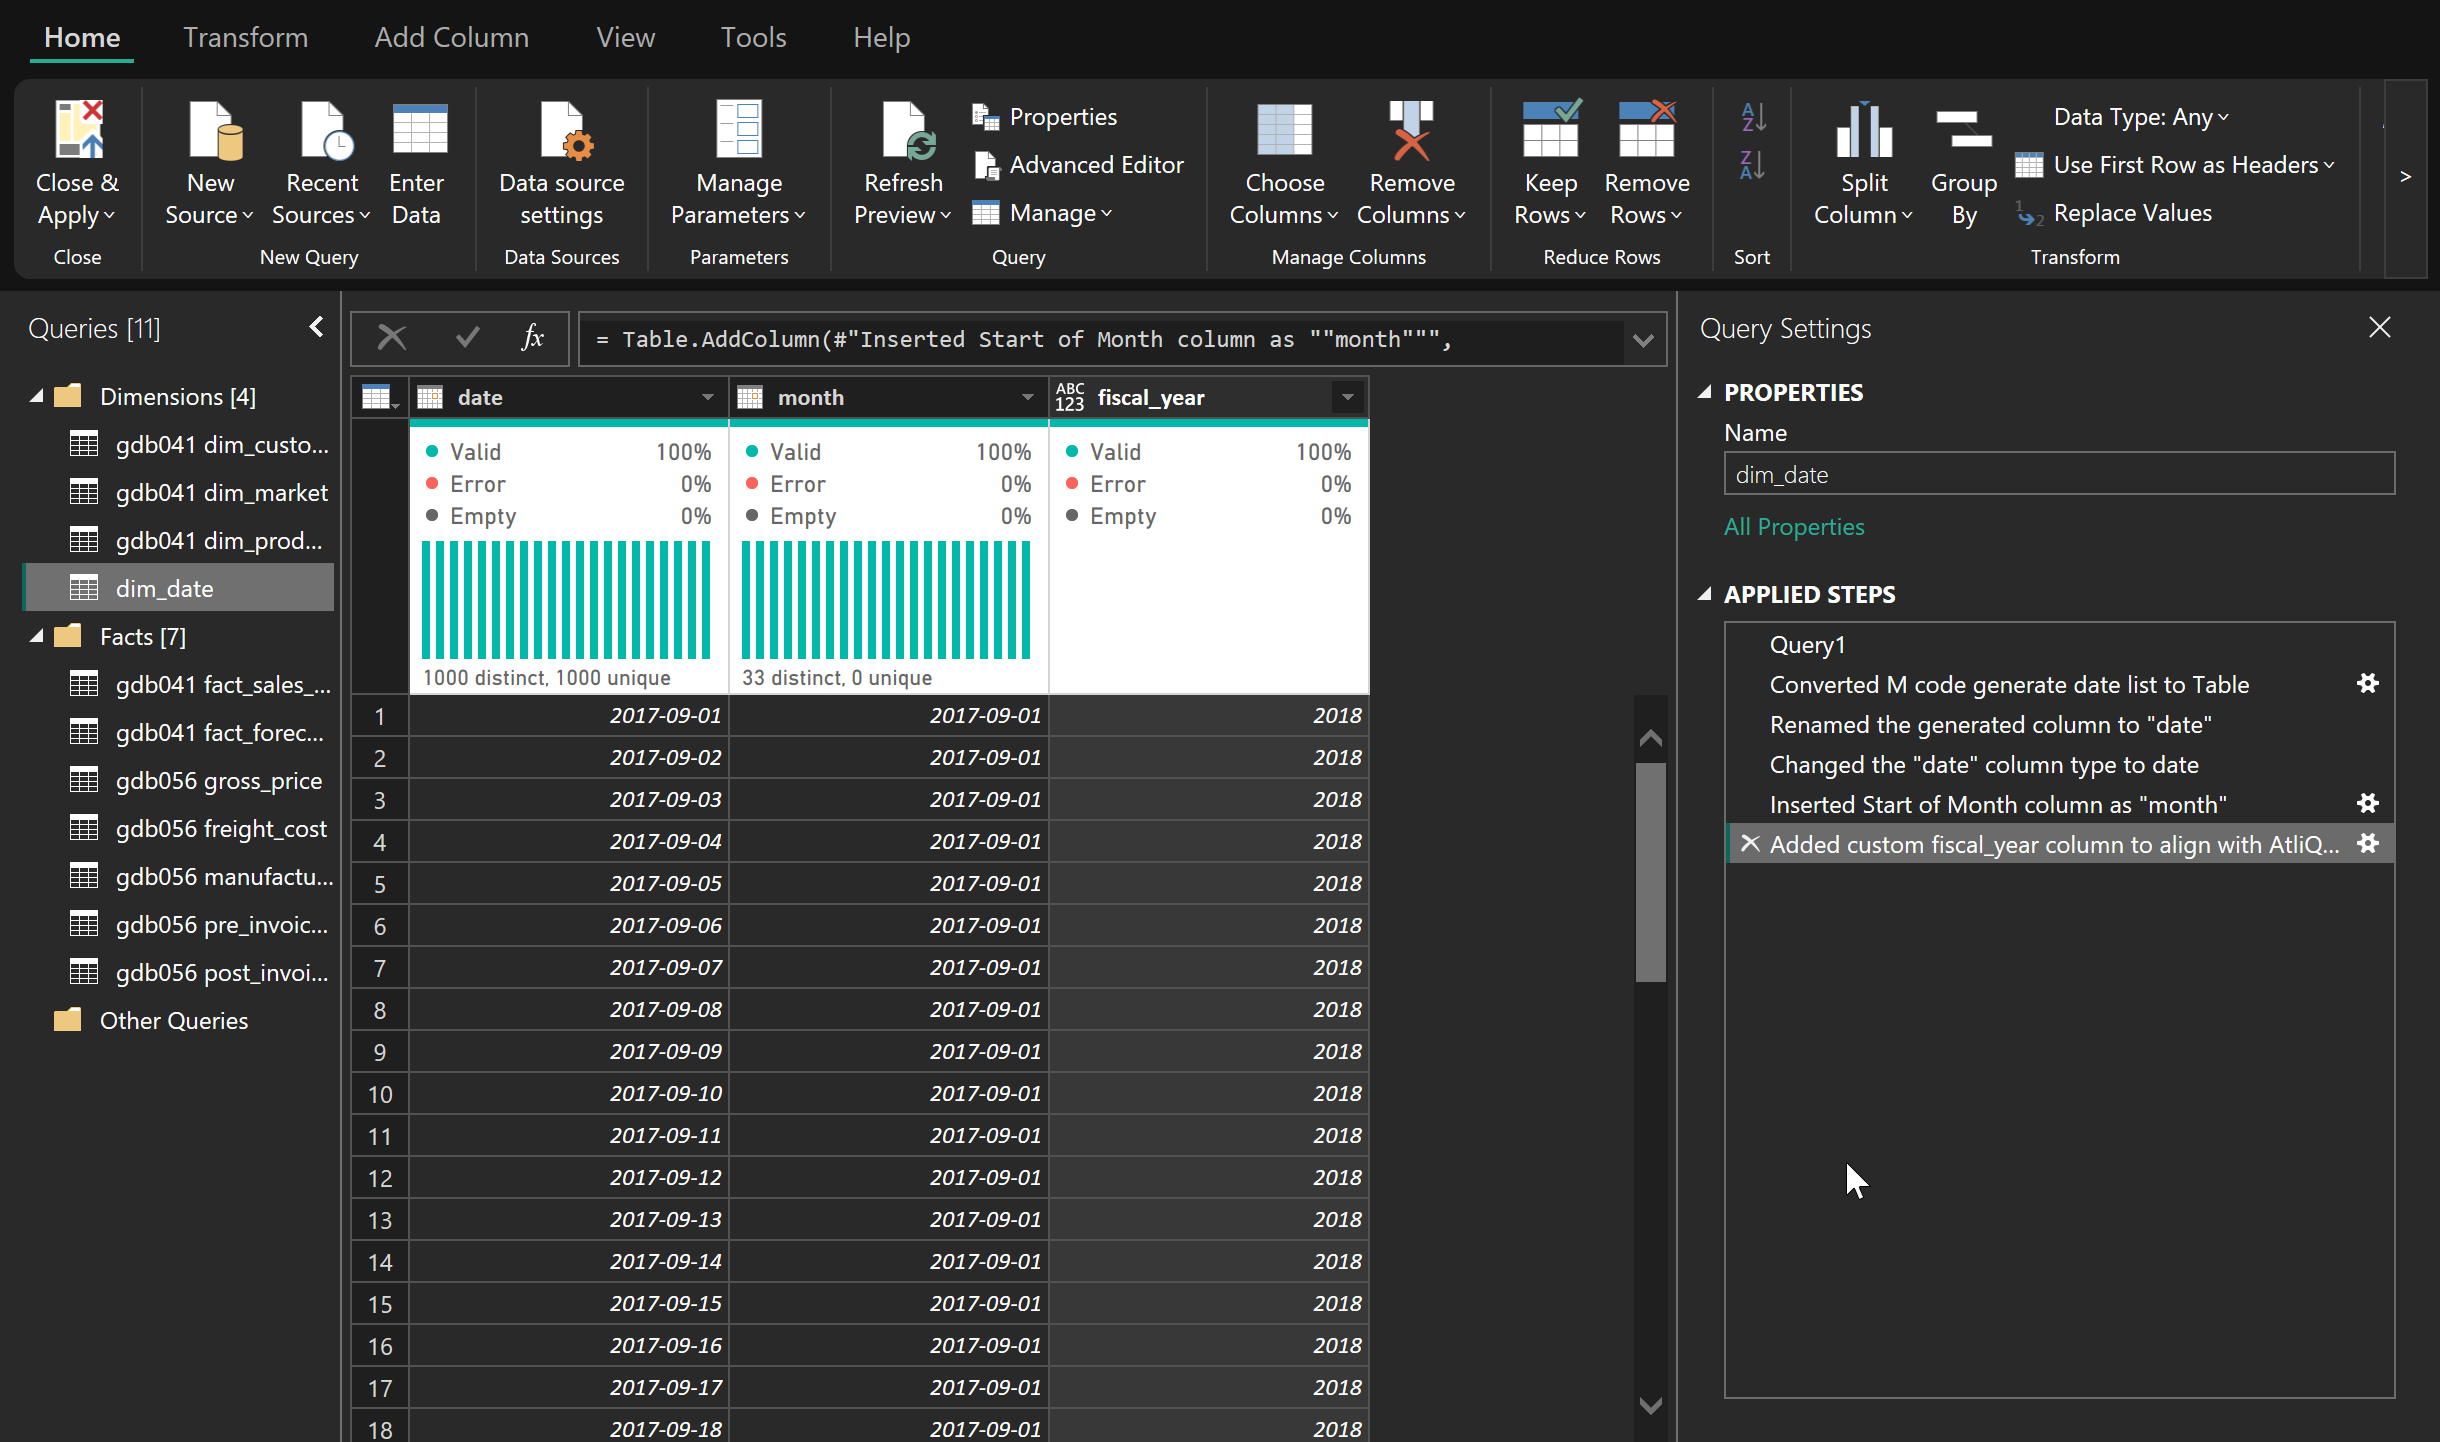 Home Transform Add Column View Tools Help
Close & Apply
New Source
Recent Sources
Enter Data
Data source settings
Manage Parameters
Refresh Preview
Properties
Advanced Editor
Manage
Choose Columns
Remove Columns
Keep Rows
Remove Rows
Split Column
Group By
Data Type: Any
Use First Row as Headers
Replace Values
Close
New Query
Data Sources
Parameters
Query
Manage Columns
Reduce Rows
Sort
Transform
Queries [11]
Dimensions [4]
gdb041 dim_custo...
gdb041 dim_market
gdb041 dim_prod...
dim_date
Facts [7]
gdb041 fact_sales_...
gdb041 fact_forec...
gdb056 gross_price
gdb056 freight_cost
gdb056 manufactu...
gdb056 pre_invoic...
gdb056 post_invoi...
Other Queries
fx
= Table.AddColumn(#"Inserted Start of Month column as ""month""",
date month ABC 123 fiscal_year
Valid 100% Valid 100% Valid 100%
Error 0% Error 0% Error 0%
Empty 0% Empty 0% Empty 0%
1000 distinct, 1000 unique 33 distinct, 0 unique
1 2017-09-01 2017-09-01 2018
2 2017-09-02 2017-09-01 2018
3 2017-09-03 2017-09-01 2018
4 2017-09-04 2017-09-01 2018
5 2017-09-05 2017-09-01 2018
6 2017-09-06 2017-09-01 2018
7 2017-09-07 2017-09-01 2018
8 2017-09-08 2017-09-01 2018
9 2017-09-09 2017-09-01 2018
10 2017-09-10 2017-09-01 2018
11 2017-09-11 2017-09-01 2018
12 2017-09-12 2017-09-01 2018
13 2017-09-13 2017-09-01 2018
14 2017-09-14 2017-09-01 2018
15 2017-09-15 2017-09-01 2018
16 2017-09-16 2017-09-01 2018
17 2017-09-17 2017-09-01 2018
18 2017-09-18 2017-09-01 2018
Query Settings
PROPERTIES
Name
dim_date
All Properties
APPLIED STEPS
Query1
Converted M code generate date list to Table
Renamed the generated column to "date"
Changed the "date" column type to date
Inserted Start of Month column as "month"
Added custom fiscal_year column to align with AtliQ...